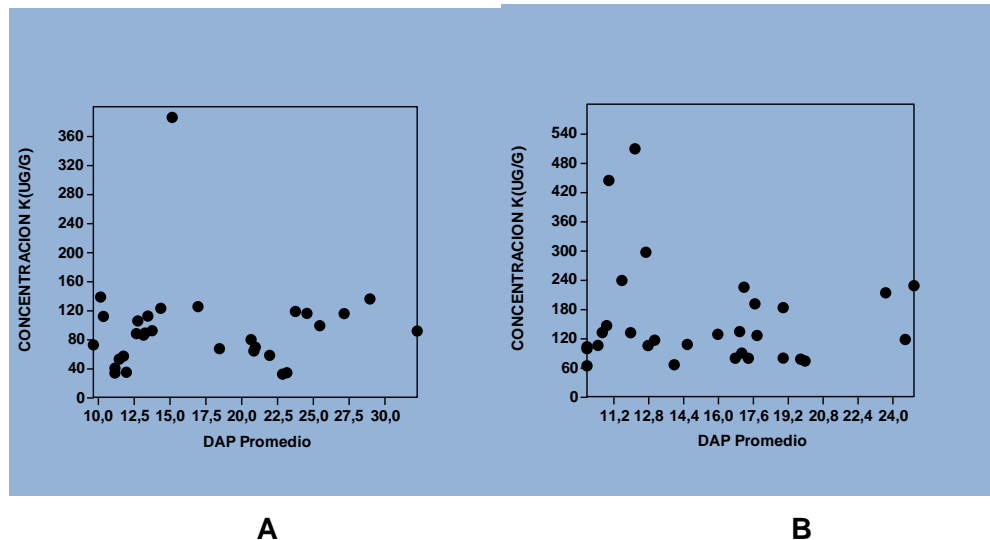 CONCENTRACION K(UG/G)
360
320
280
240
200
160
120
80
40
0
10,0 12,5 15,0 17,5 20,0 22,5 25,0 27,5 30,0
DAP Promedio
A
CONCENTRACION K(UG/G)
540
480
420
360
300
240
180
120
60
0
11,2 12,8 14,4 16,0 17,6 19,2 20,8 22,4 24,0
DAP Promedio
B